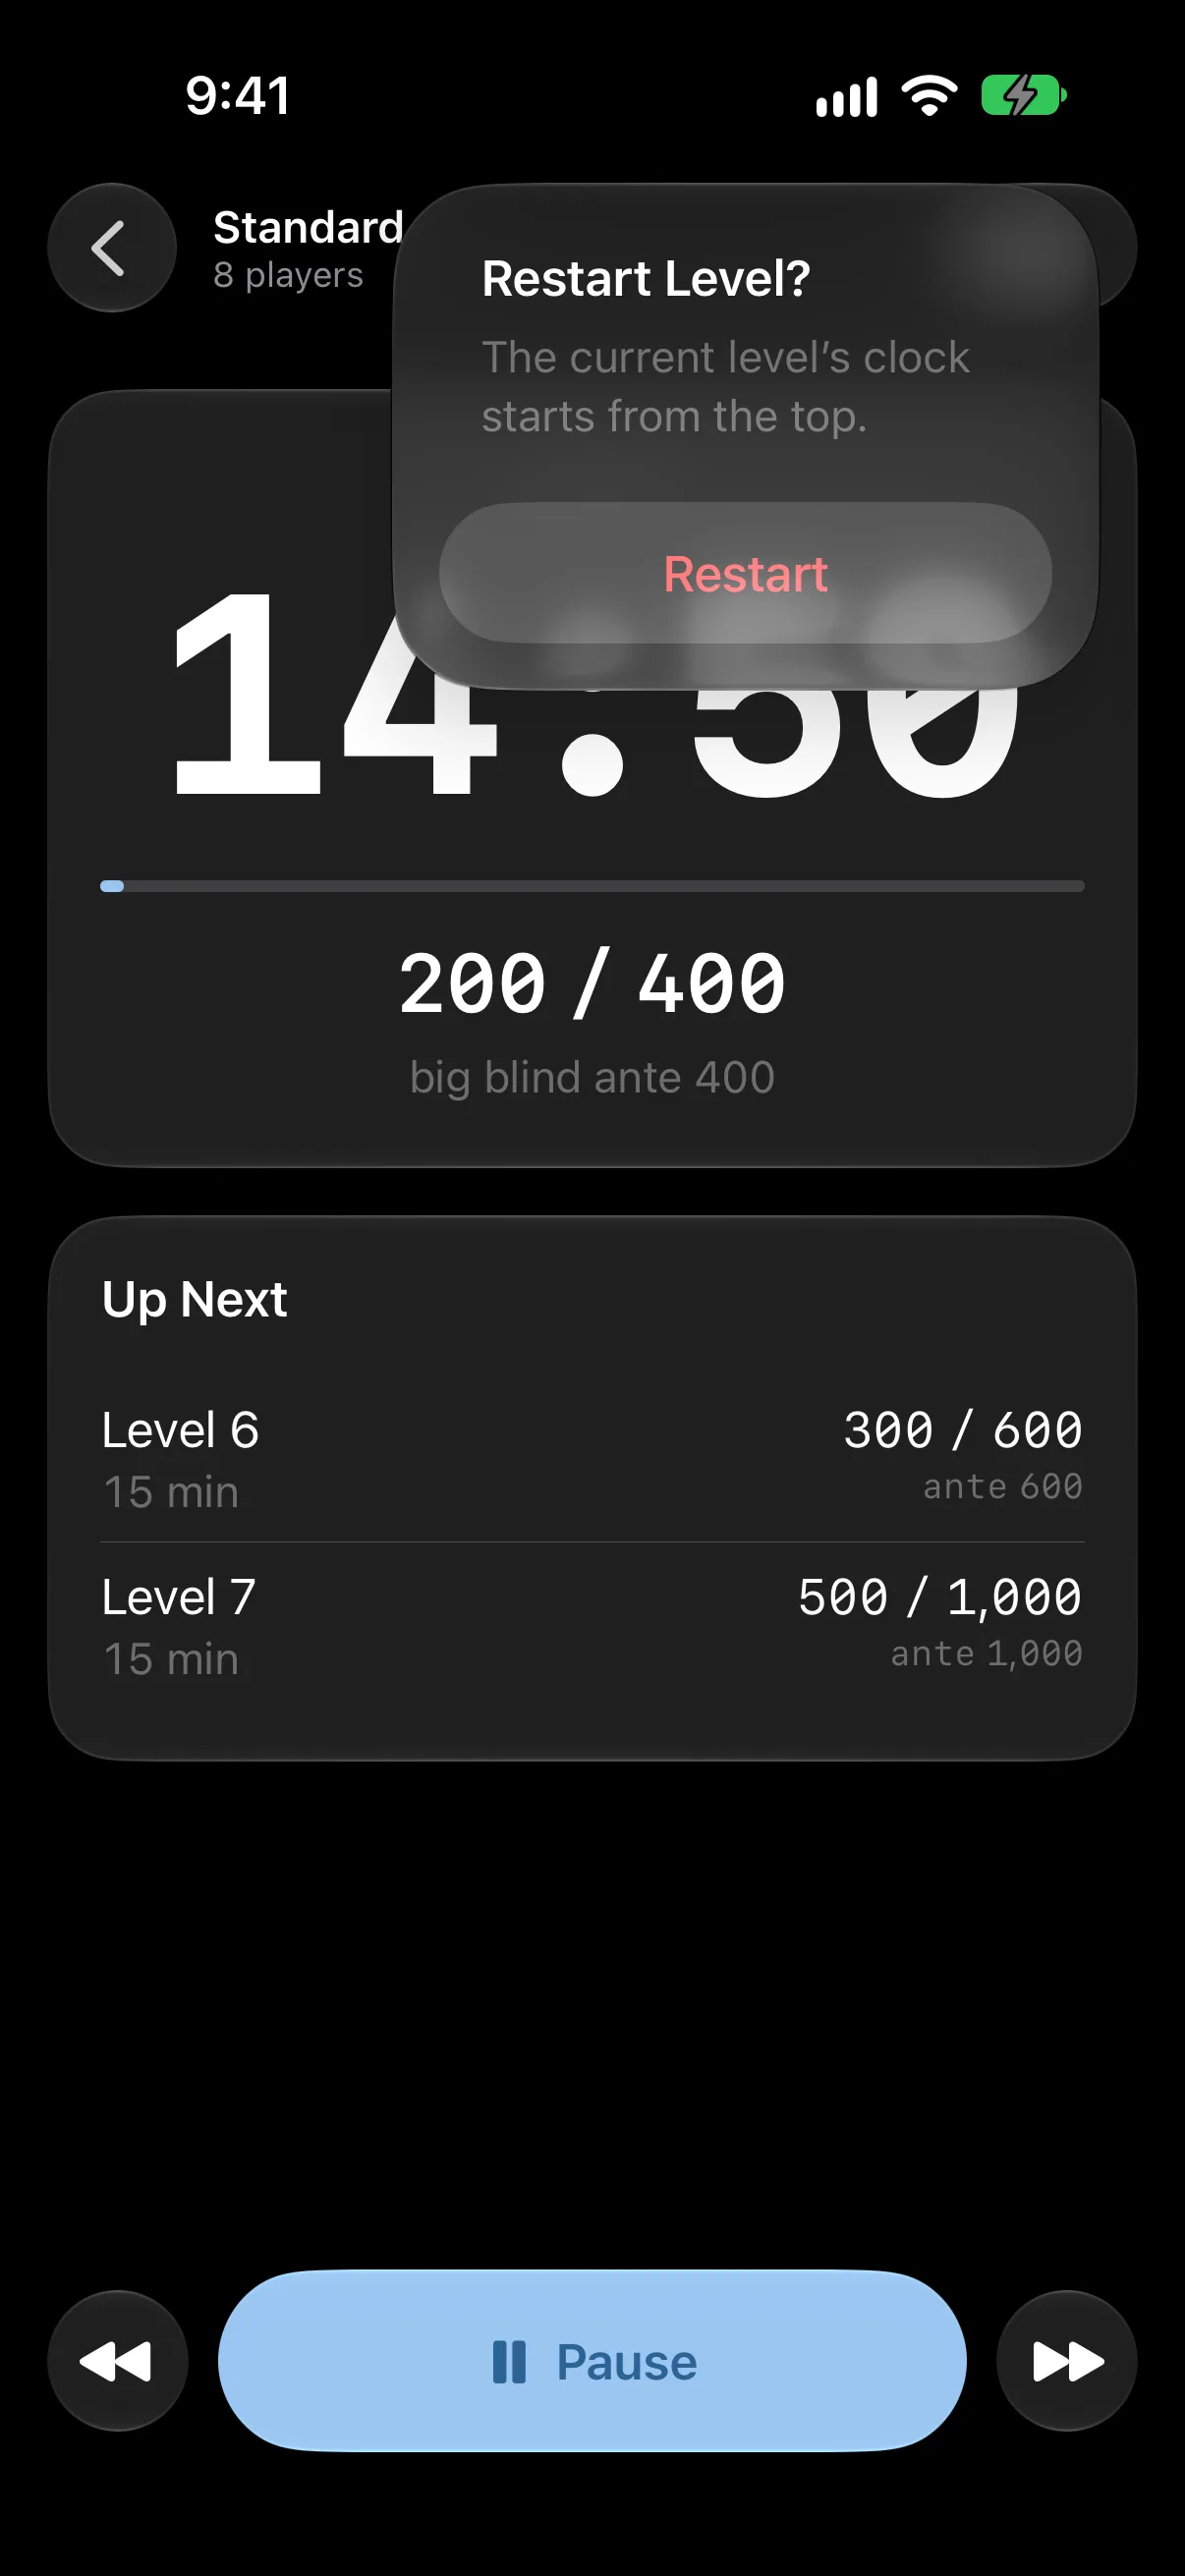 9:41
Standard
8 players
Restart Level?
The current level’s clock
starts from the top.
Restart
14:50
200 / 400
big blind ante 400
Up Next
Level 6
300 / 600
15 min
ante 600
Level 7
500 / 1,000
15 min
ante 1,000
Pause